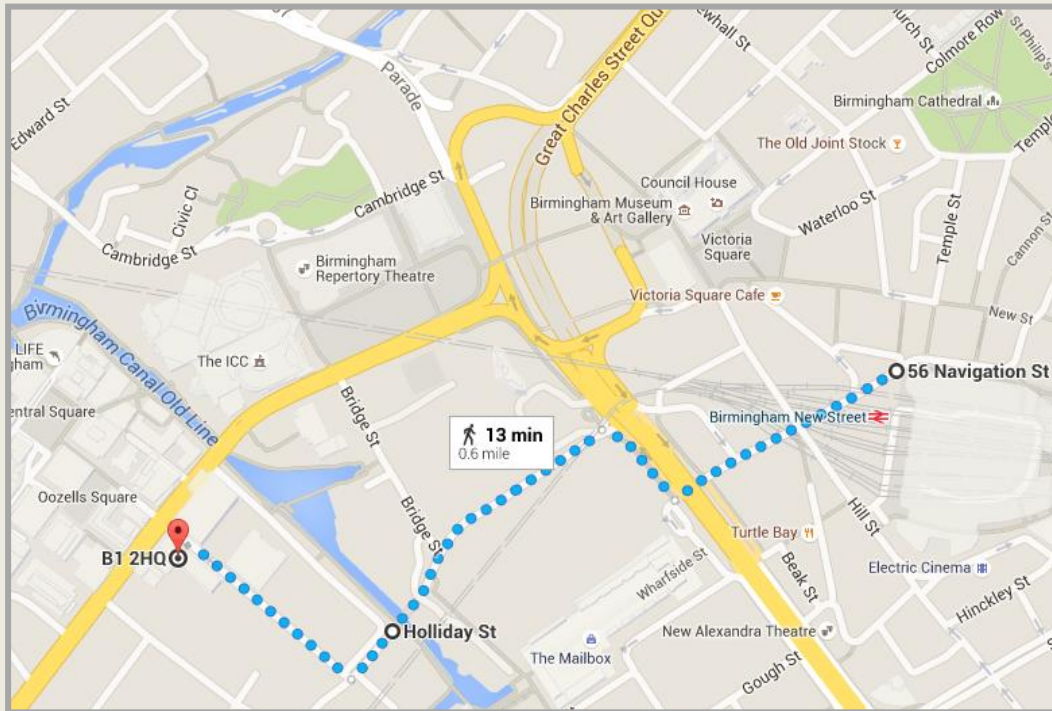 Parade
Great Charles Street Qu
ewhall St
hurch St
Colmore Row
St Philip's
Edward St
Birmingham Cathedral
Temple
The Old Joint Stock
Civic Cl
Cambridge St
Cambridge St
Council House
Birmingham Museum
& Art Gallery
Waterloo St
Temple St
Cannon St
Victoria
Square
Birmingham
Repertory Theatre
Victoria Square Cafe
New St
Birmingham Canal Old Line
LIFE
gham
The ICC
56 Navigation St
entral Square
Bridge St
Birmingham New Street
13 min
0.6 mile
Oozells Square
Bridge St
Hill St
B1 2HQ
Turtle Bay
Wharfside St
Beak St
Electric Cinema
Hinckley St
Holliday St
New Alexandra Theatre
The Mailbox
Gough St